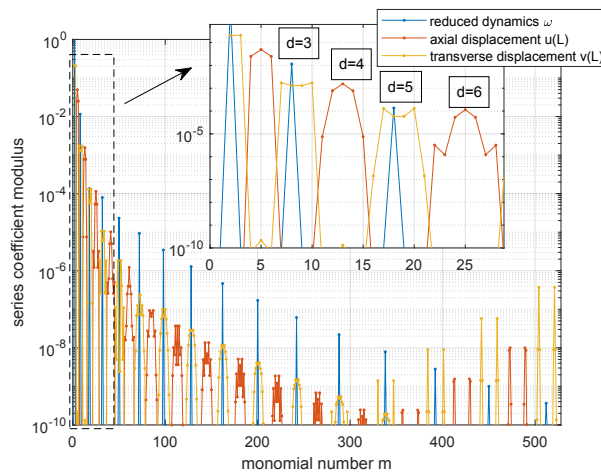 reduced dynamics ω
axial displacement u(L)
transverse displacement v(L)
d=3
d=4
d=5
d=6
10^-5
10^-10
0 5 10 15 20 25
10^0
10^-2
10^-4
10^-6
10^-8
10^-10
series coefficient modulus
0 100 200 300 400 500
monomial number m